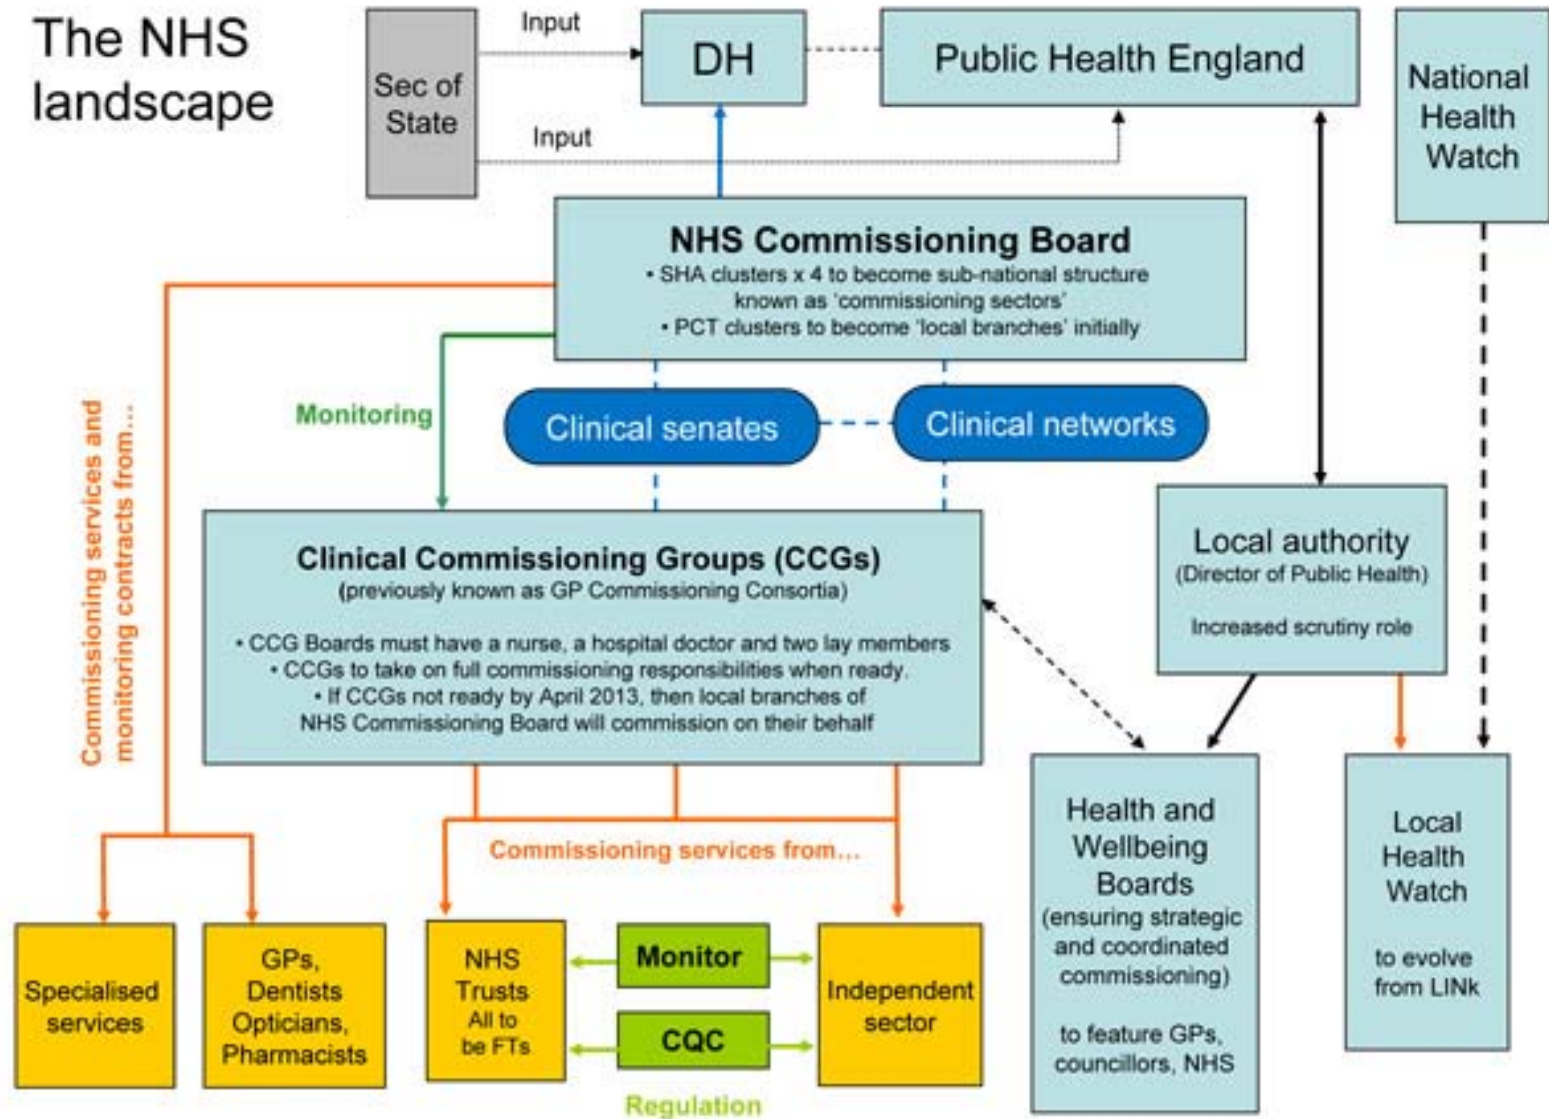 The NHS
landscape
Sec of
State
Input
Input
DH
Public Health England
National
Health
Watch
NHS Commissioning Board
• SHA clusters x 4 to become sub-national structure
known as ‘commissioning sectors’
• PCT clusters to become ‘local branches’ initially
Commissioning services and
monitoring contracts from...
Monitoring
Clinical senates
Clinical networks
Clinical Commissioning Groups (CCGs)
(previously known as GP Commissioning Consortia)
• CCG Boards must have a nurse, a hospital doctor and two lay members
• CCGs to take on full commissioning responsibilities when ready.
• If CCGs not ready by April 2013, then local branches of
NHS Commissioning Board will commission on their behalf
Local authority
(Director of Public Health)
Increased scrutiny role
Commissioning services from...
Specialised
services
GPs,
Dentists
Opticians,
Pharmacists
NHS
Trusts
All to
be FTs
Monitor
CQC
Regulation
Independent
sector
Health and
Wellbeing
Boards
(ensuring strategic
and coordinated
commissioning)
to feature GPs,
councillors, NHS
Local
Health
Watch
to evolve
from LINk